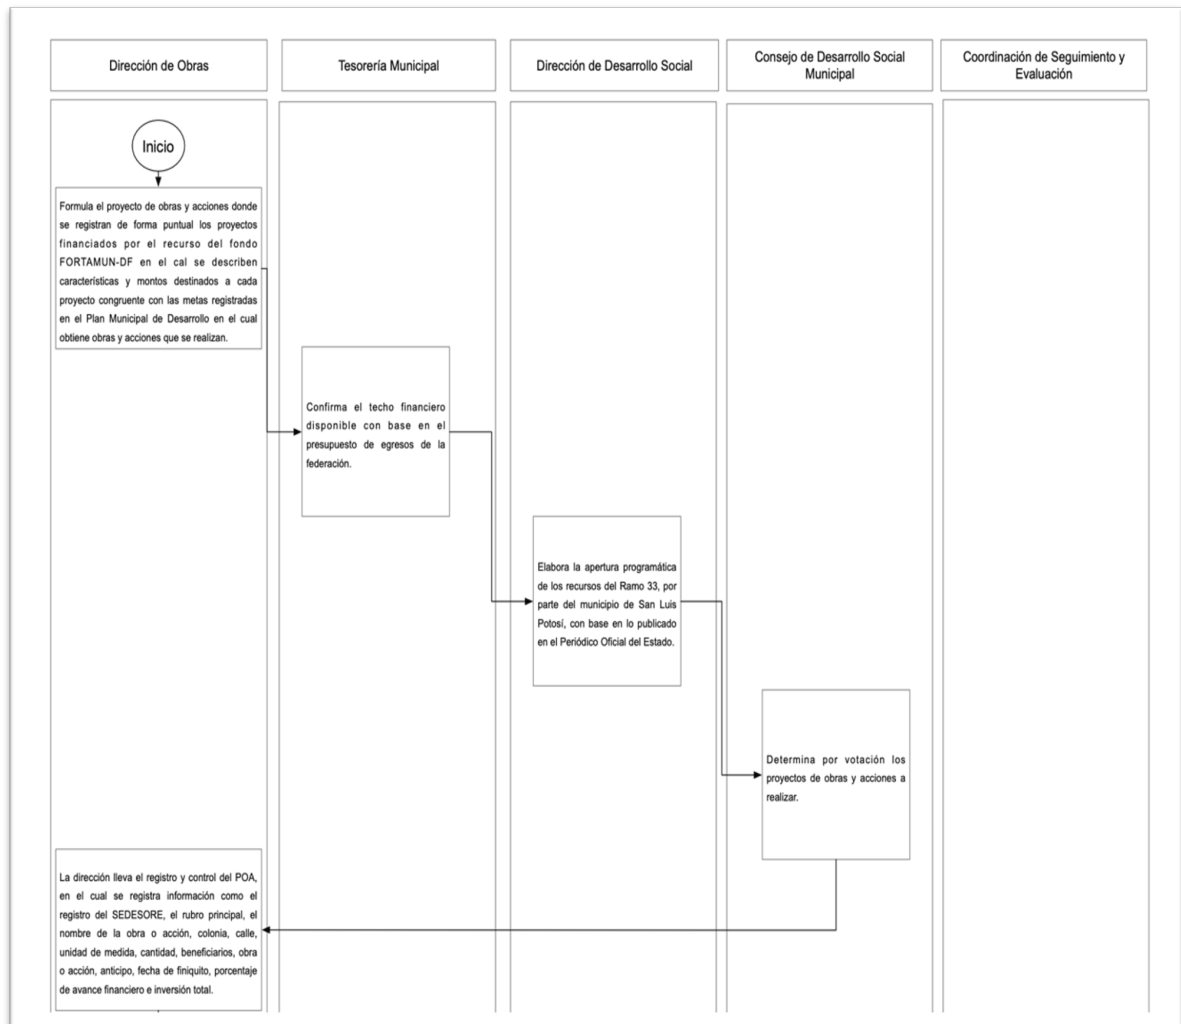 Dirección de Obras
Tesorería Municipal
Dirección de Desarrollo Social
Consejo de Desarrollo Social
Municipal
Coordinación de Seguimiento y
Evaluación
Inicio
Formula el proyecto de obras y acciones donde
se registran de forma puntual los proyectos
financiados por el recurso del fondo
FORTAMUN-DF en el cal se describen
características y montos destinados a cada
proyecto congruente con las metas registradas
en el Plan Municipal de Desarrollo en el cual
obtiene obras y acciones que se realizan.
Confirma el techo financiero
disponible con base en el
presupuesto de egresos de la
federación.
Elabora la apertura programática
de los recursos del Ramo 33, por
parte del municipio de San Luis
Potosí, con base en lo publicado
en el Periódico Oficial del Estado.
Determina por votación los
proyectos de obras y acciones a
realizar.
La dirección lleva el registro y control del POA,
en el cual se registra información como el
registro del SEDESORE, el rubro principal, el
nombre de la obra o acción, colonia, calle,
unidad de medida, cantidad, beneficiarios, obra
o acción, anticipo, fecha de finiquito, porcentaje
de avance financiero e inversión total.